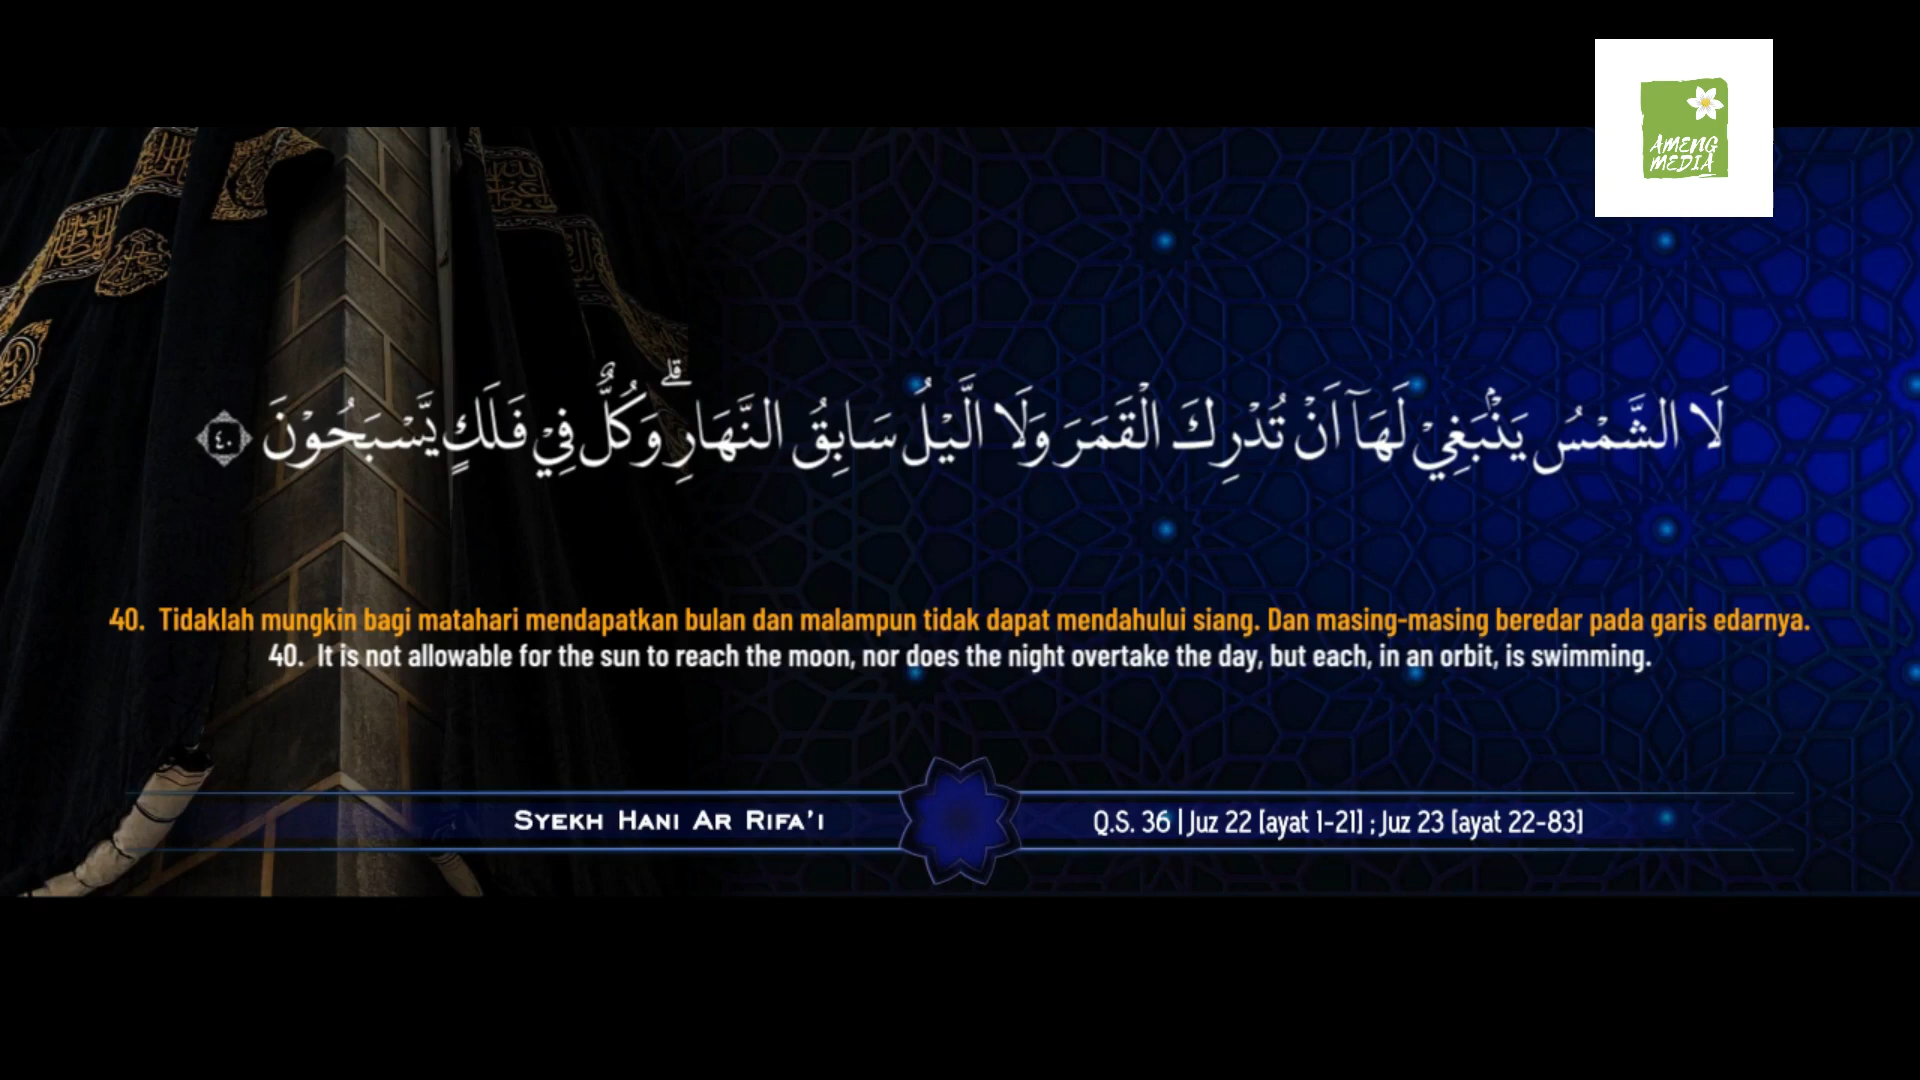 AMENG
MEDIA
لَا الشَّمْسُ يَنْۢبَغِيْ لَهَآ اَنْ تُدْرِكَ الْقَمَرَ وَلَا الَّيْلُ سَابِقُ النَّهَارِۗ وَكُلٌّ فِيْ فَلَكٍ يَّسْبَحُوْنَ ٤٠
40. Tidaklah mungkin bagi matahari mendapatkan bulan dan malampun tidak dapat mendahului siang. Dan masing-masing beredar pada garis edarnya.
40. It is not allowable for the sun to reach the moon, nor does the night overtake the day, but each, in an orbit, is swimming.
SYEKH HANI AR RIFA'I
Q.S. 36 | Juz 22 [ayat 1-21] ; Juz 23 [ayat 22-83]